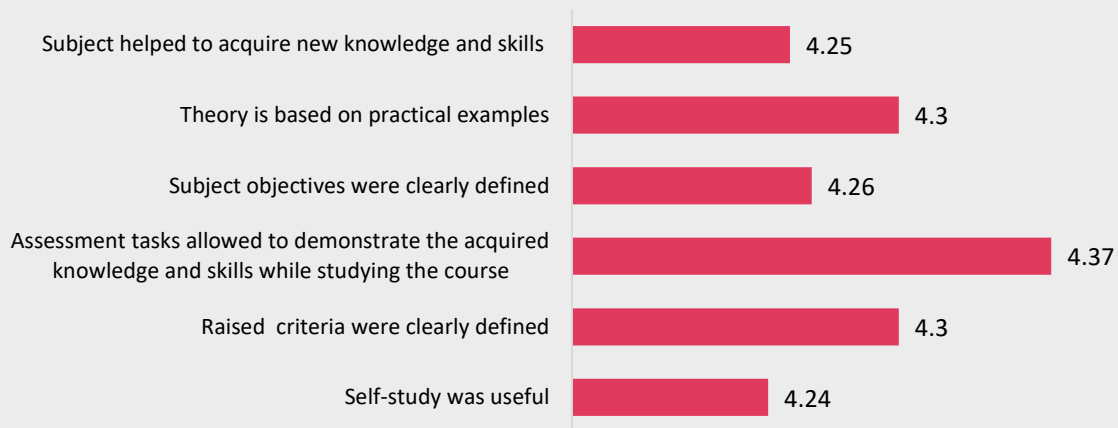 Subject helped to acquire new knowledge and skills 4.25
Theory is based on practical examples 4.3
Subject objectives were clearly defined 4.26
Assessment tasks allowed to demonstrate the acquired
knowledge and skills while studying the course 4.37
Raised criteria were clearly defined 4.3
Self-study was useful 4.24